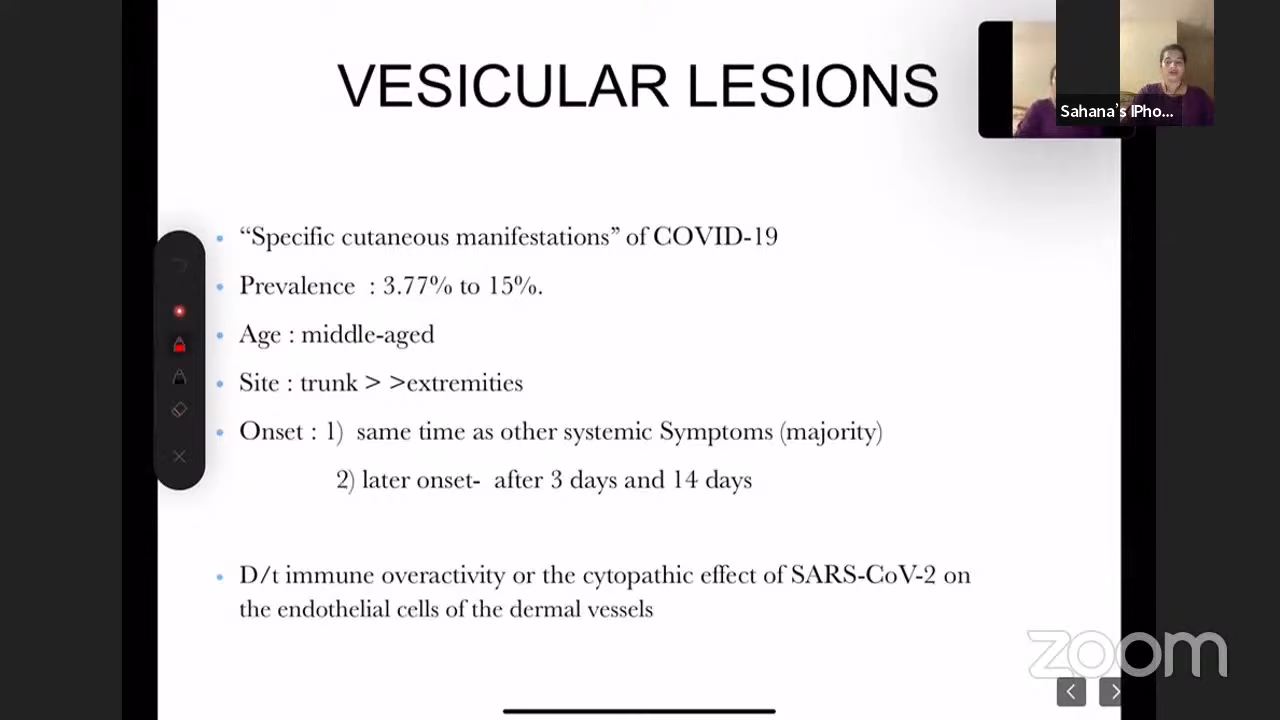 VESICULAR LESIONS
Sahana's IPho...
“Specific cutaneous manifestations” of COVID-19
Prevalence : 3.77% to 15%.
Age : middle-aged
Site : trunk > >extremities
Onset : 1) same time as other systemic Symptoms (majority)
2) later onset- after 3 days and 14 days
D/t immune overactivity or the cytopathic effect of SARS-CoV-2 on
the endothelial cells of the dermal vessels
zoom